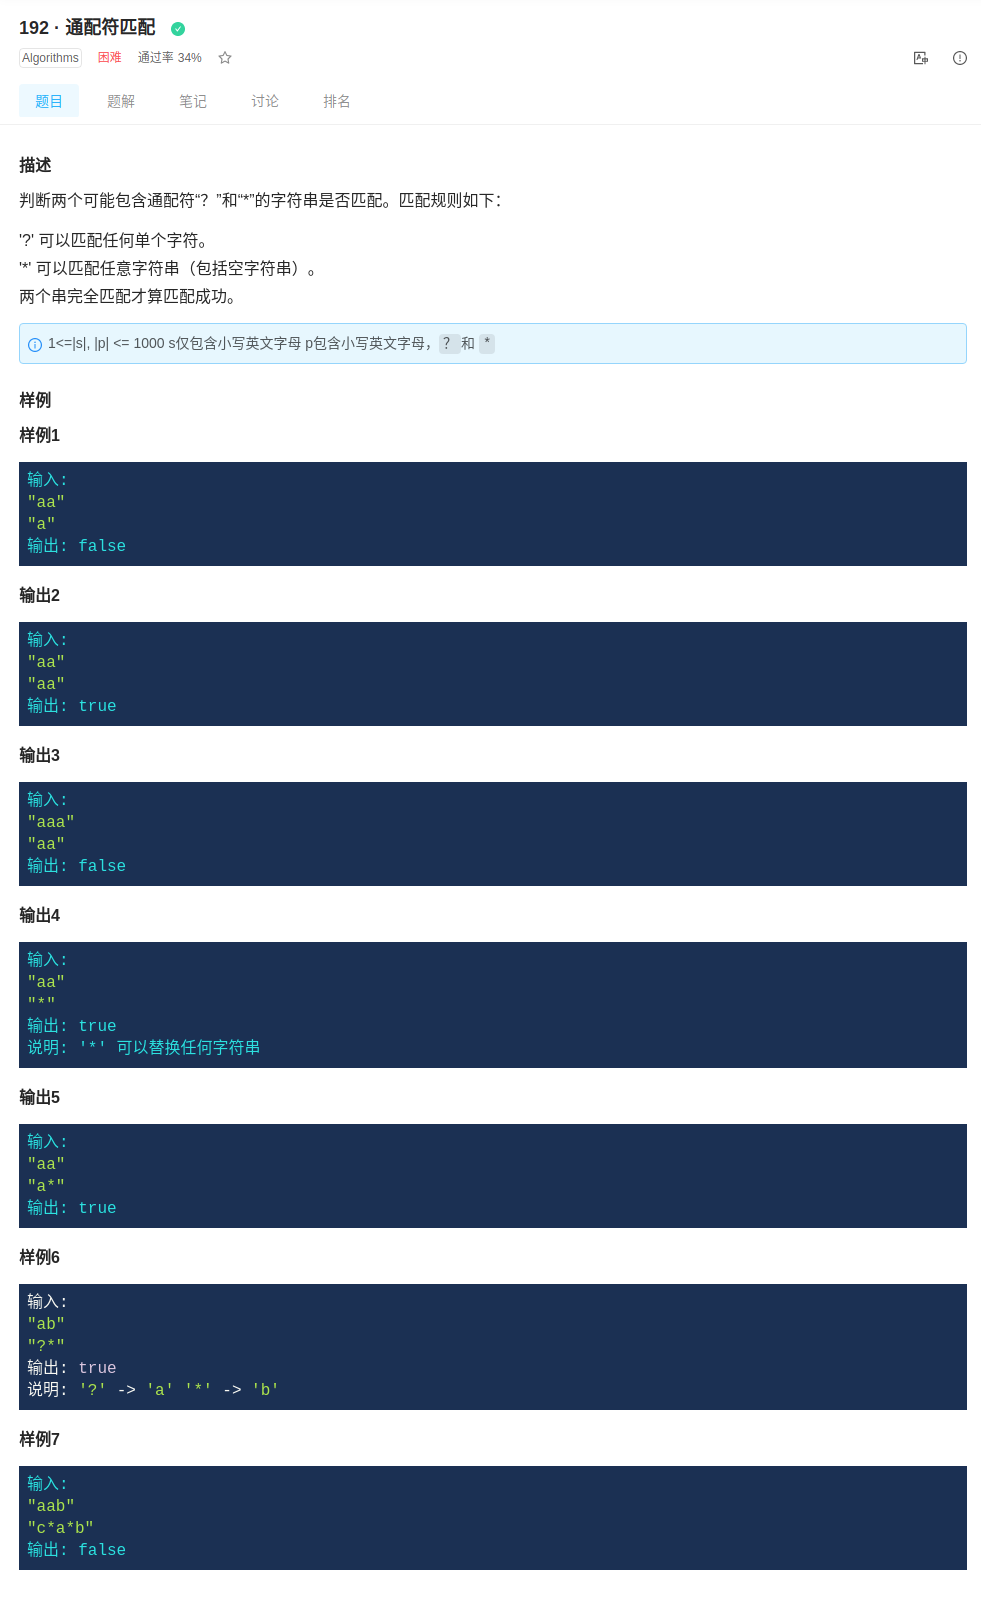 192 · 通配符匹配
Algorithms 困难 通过率 34%
题目 题解 笔记 讨论 排名
描述
判断两个可能包含通配符“？”和“*”的字符串是否匹配。匹配规则如下：
'?' 可以匹配任何单个字符。
'*' 可以匹配任意字符串（包括空字符串）。
两个串完全匹配才算匹配成功。
1<=|s|, |p| <= 1000 s仅包含小写英文字母 p包含小写英文字母，？和 *
样例
样例1
输入:
"aa"
"a"
输出: false
输出2
输入:
"aa"
"aa"
输出: true
输出3
输入:
"aaa"
"aa"
输出: false
输出4
输入:
"aa"
"*"
输出: true
说明: '*' 可以替换任何字符串
输出5
输入:
"aa"
"a*"
输出: true
样例6
输入:
"ab"
"?*"
输出: true
说明: '?' -> 'a' '*' -> 'b'
样例7
输入:
"aab"
"c*a*b"
输出: false